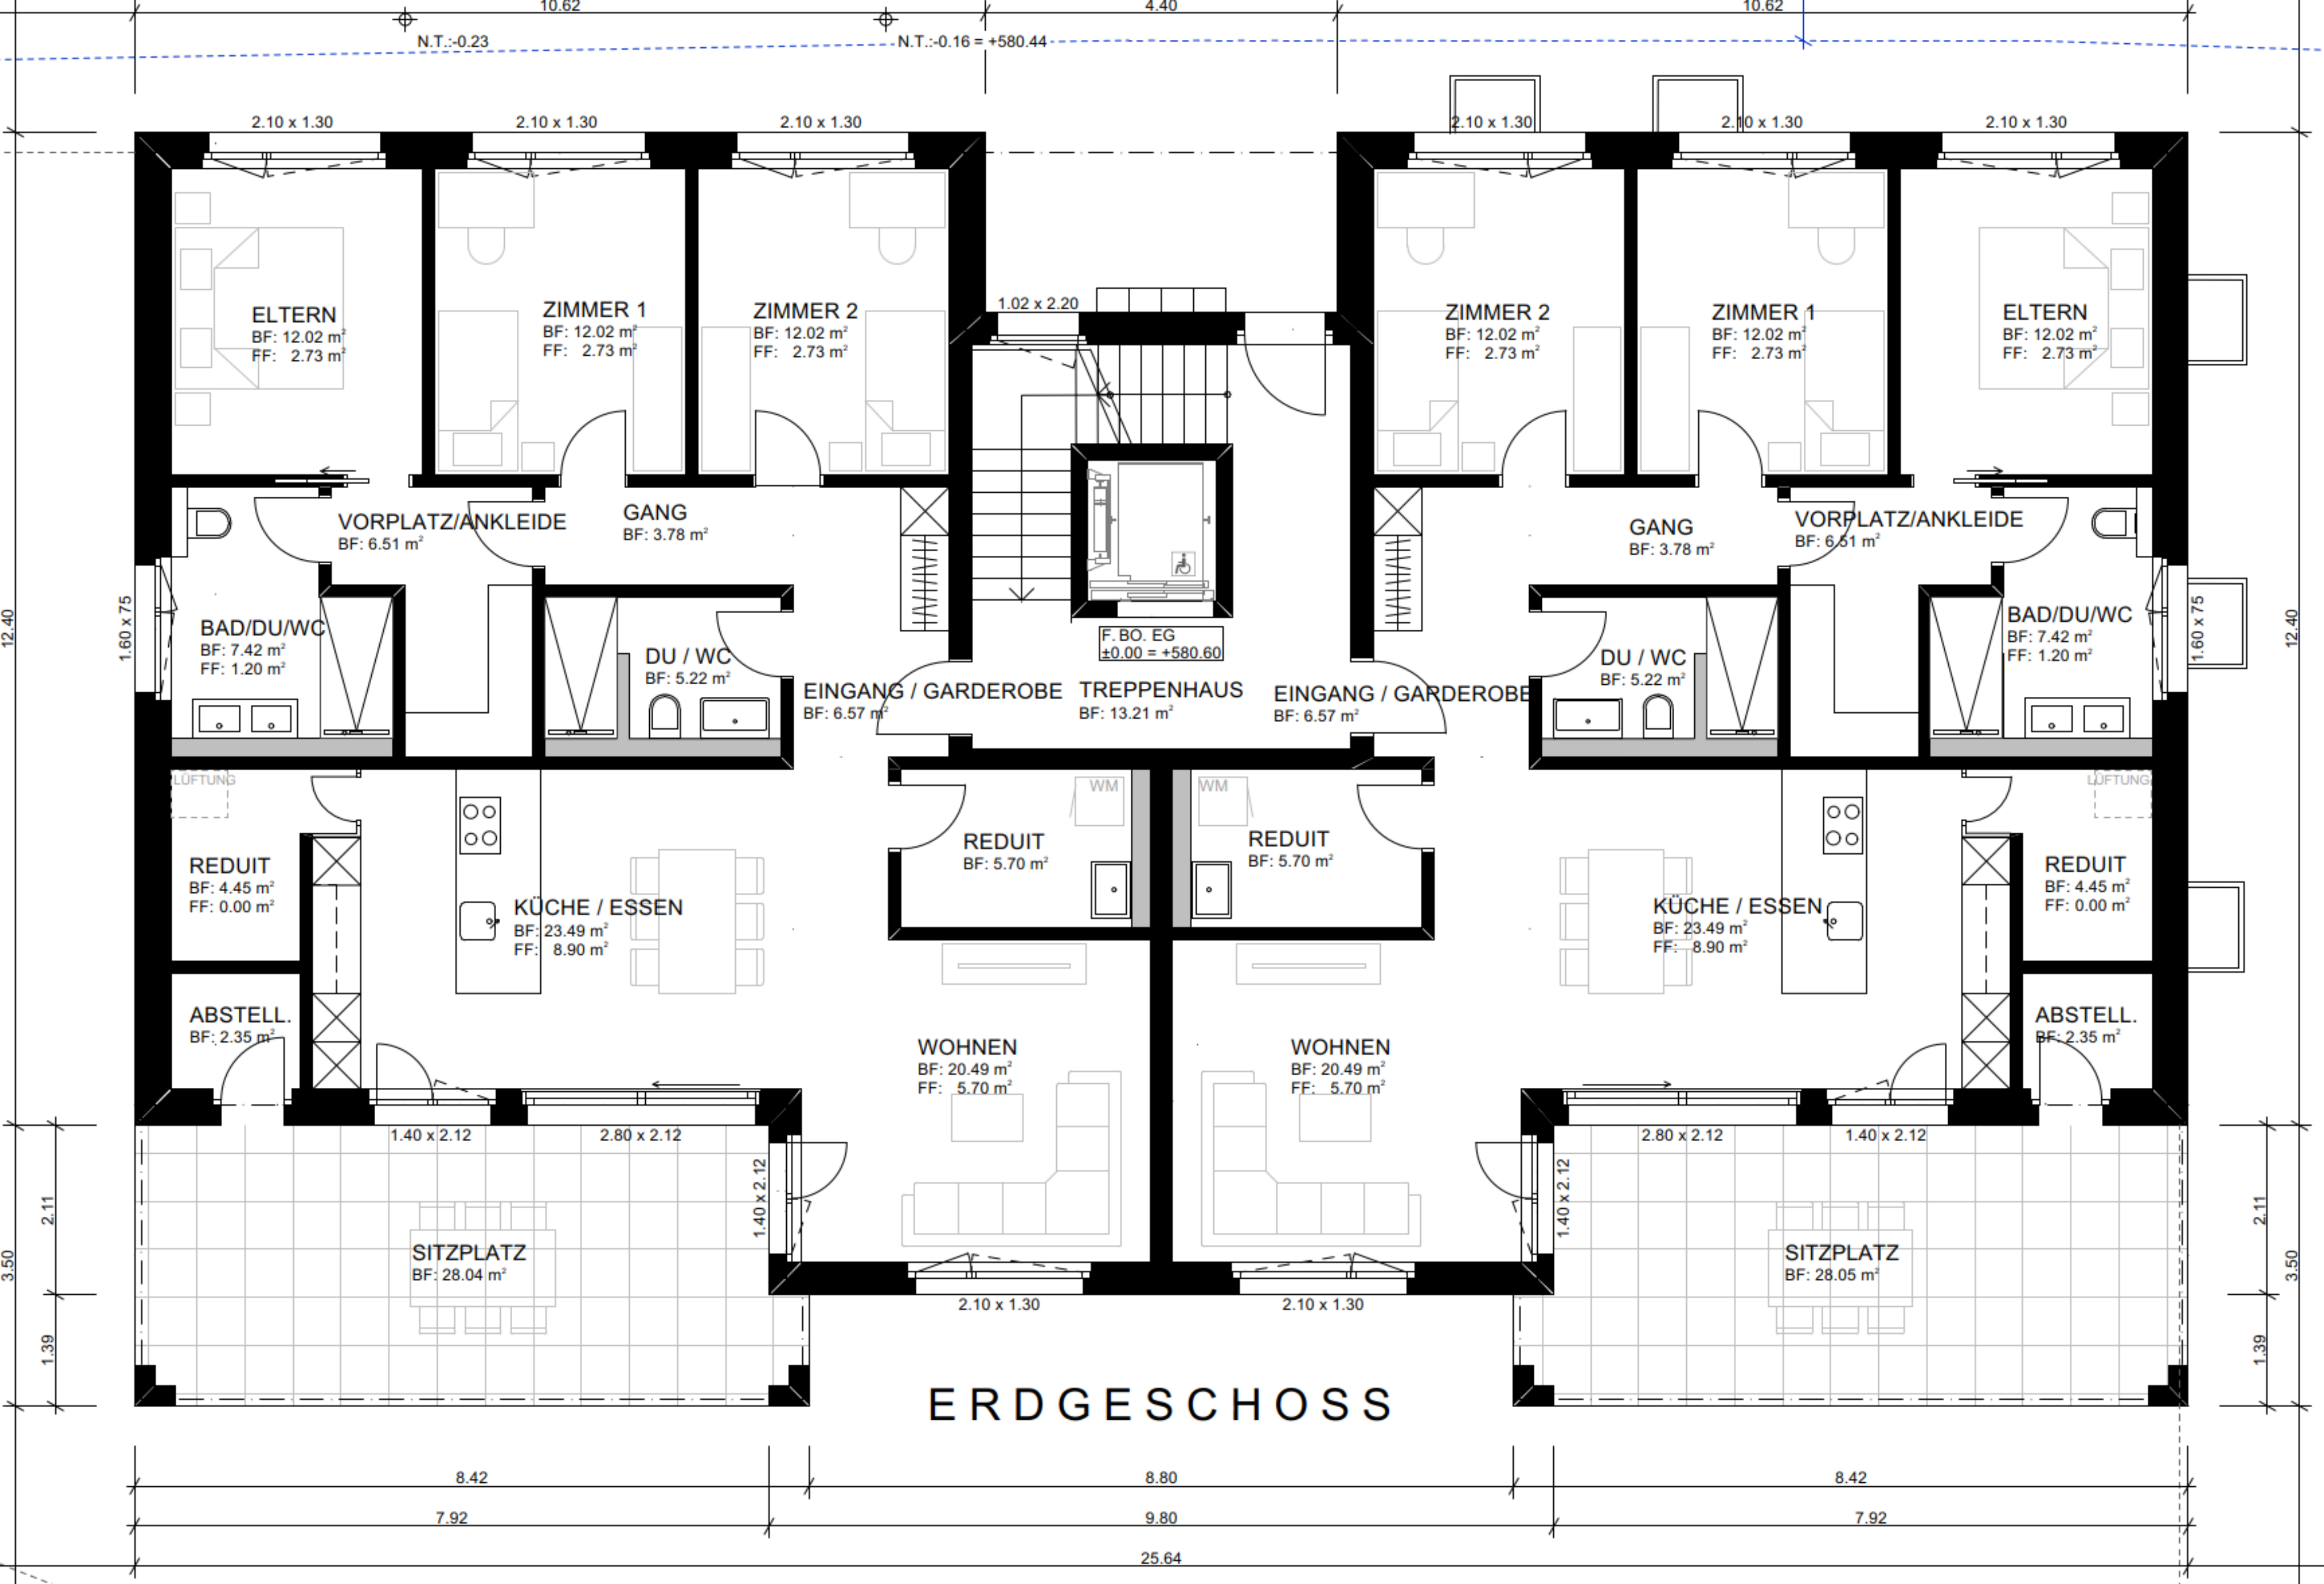 10.62 4.40 10.62
N.T.:-0.23 N.T.:-0.16 = +580.44
2.10 x 1.30 2.10 x 1.30 2.10 x 1.30 2.10 x 1.30 2.10 x 1.30 2.10 x 1.30
1.02 x 2.20
ELTERN
BF: 12.02 m²
FF: 2.73 m²
ZIMMER 1
BF: 12.02 m²
FF: 2.73 m²
ZIMMER 2
BF: 12.02 m²
FF: 2.73 m²
ZIMMER 2
BF: 12.02 m²
FF: 2.73 m²
ZIMMER 1
BF: 12.02 m²
FF: 2.73 m²
ELTERN
BF: 12.02 m²
FF: 2.73 m²
VORPLATZ/ANKLEIDE
BF: 6.51 m²
GANG
BF: 3.78 m²
GANG
BF: 3.78 m²
VORPLATZ/ANKLEIDE
BF: 6.51 m²
12.40
1.60 x 75
BAD/DU/WC
BF: 7.42 m²
FF: 1.20 m²
DU / WC
BF: 5.22 m²
EINGANG / GARDEROBE
BF: 6.57 m²
F. BO. EG
±0.00 = +580.60
TREPPENHAUS
BF: 13.21 m²
EINGANG / GARDEROBE
BF: 6.57 m²
DU / WC
BF: 5.22 m²
BAD/DU/WC
BF: 7.42 m²
FF: 1.20 m²
1.60 x 75
12.40
LÜFTUNG
WM
WM
LÜFTUNG
REDUIT
BF: 4.45 m²
FF: 0.00 m²
KÜCHE / ESSEN
BF: 23.49 m²
FF: 8.90 m²
REDUIT
BF: 5.70 m²
REDUIT
BF: 5.70 m²
KÜCHE / ESSEN
BF: 23.49 m²
FF: 8.90 m²
REDUIT
BF: 4.45 m²
FF: 0.00 m²
ABSTELL.
BF: 2.35 m²
WOHNEN
BF: 20.49 m²
FF: 5.70 m²
WOHNEN
BF: 20.49 m²
FF: 5.70 m²
ABSTELL.
BF: 2.35 m²
1.40 x 2.12 2.80 x 2.12 2.80 x 2.12 1.40 x 2.12
1.40 x 2.12
1.40 x 2.12
2.11
3.50
1.39
SITZPLATZ
BF: 28.04 m²
SITZPLATZ
BF: 28.05 m²
2.11
3.50
1.39
2.10 x 1.30 2.10 x 1.30
ERDGESCHOSS
8.42 8.80 8.42
7.92 9.80 7.92
25.64